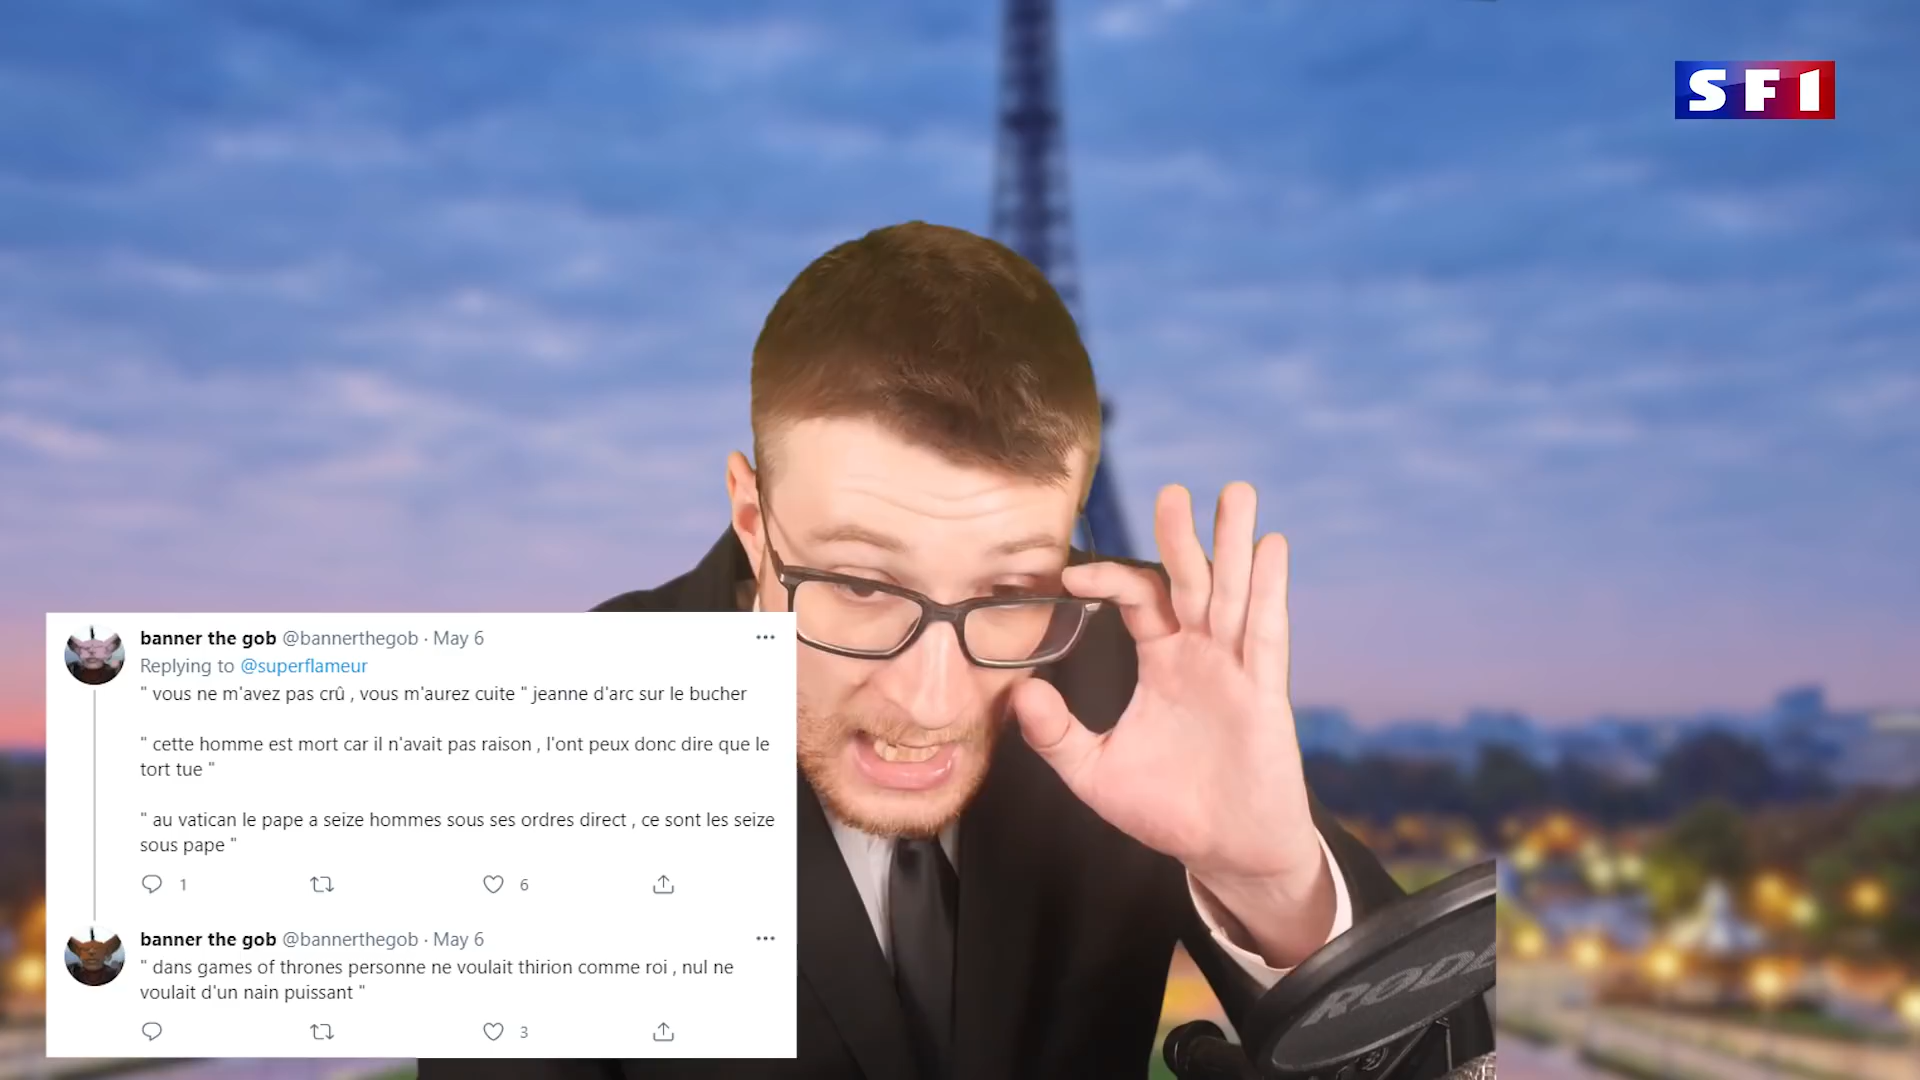 SF1
banner the gob @bannerthegob · May 6
Replying to @superflameur
" vous ne m'avez pas crû , vous m'aurez cuite " jeanne d'arc sur le bucher
" cette homme est mort car il n'avait pas raison , l'ont peux donc dire que le
tort tue "
" au vatican le pape a seize hommes sous ses ordres direct , ce sont les seize
sous pape "
1 6
banner the gob @bannerthegob · May 6
" dans games of thrones personne ne voulait thirion comme roi , nul ne
voulait d'un nain puissant "
3
RODE